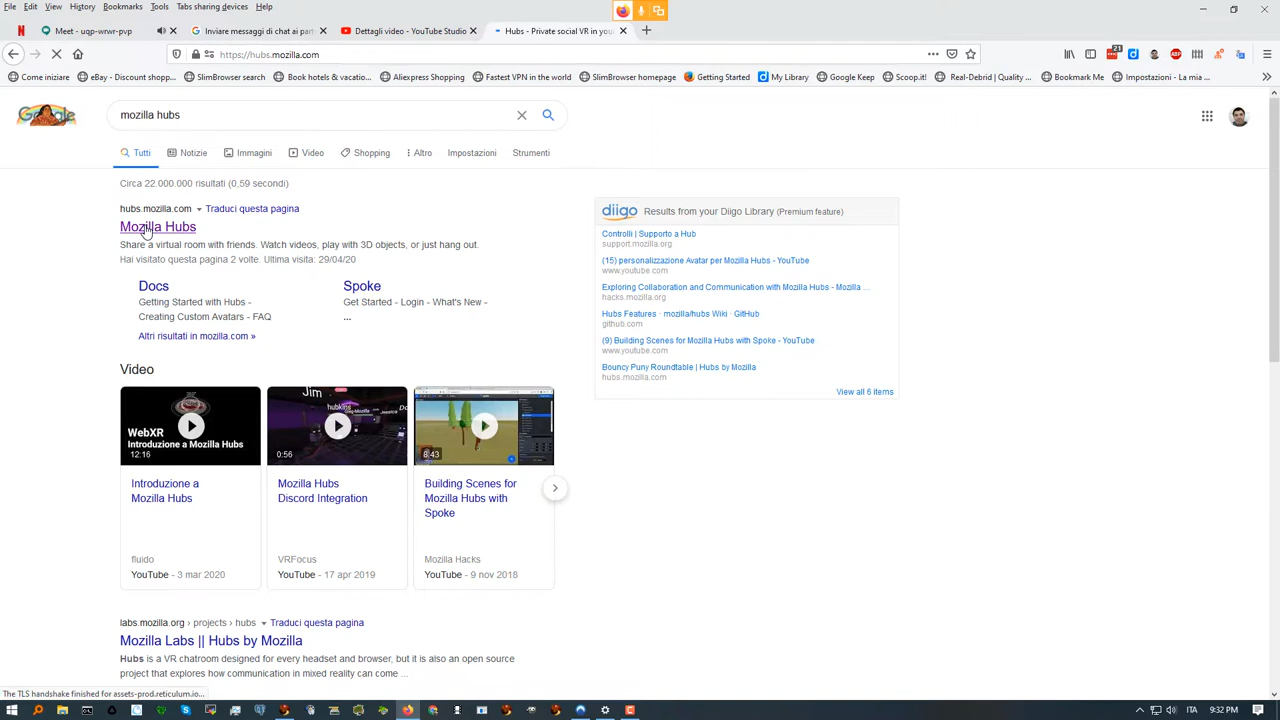 File Edit View History Bookmarks Tools Help
Meet - uqp-wrwp-pvp
Inviare messaggi di chat ai part
Dettagli video - YouTube Studio
Hubs - Private social VR in you
https://hubs.mozilla.com
21
Come iniziare
eBay - Discount shopp...
SlimBrowser search
Book hotels & vacatio...
Aliexpress Shopping
Fastest VPN in the world
SlimBrowser homepage
Getting Started
My Library
Google Keep
Scoop.it!
Real-Debrid | Quality ...
Bookmark Me
Impostazioni - La ma...
mozilla hubs
Tutti
Notizie
Immagini
Video
Shopping
Altro
Impostazioni
Strumenti
Circa 22.000.000 risultati (0,59 secondi)
hubs.mozilla.com Traduci questa pagina
Mozilla Hubs
Share a virtual room with friends. Watch videos, play with 3D objects, or just hang out.
Hai visitato questa pagina 2 volte. Ultima visita: 29/04/20
Docs
Getting Started with Hubs -
Creating Custom Avatars - FAQ
Spoke
Get Started - Login - What's New -
...
Altri risultati in mozilla.com »
Video
WebXR
Introduzione a Mozilla Hubs
12:16
Introduzione a
Mozilla Hubs
fluido
YouTube - 3 mar 2020
Jim
hubkins
0:56
Mozilla Hubs
Discord Integration
VRFocus
YouTube - 17 apr 2019
6:43
Building Scenes for
Mozilla Hubs with
Spoke
Mozilla Hacks
YouTube - 9 nov 2018
labs.mozilla.org › projects › hubs Traduci questa pagina
Mozilla Labs || Hubs by Mozilla
Hubs is a VR chatroom designed for every headset and browser, but it is also an open source
project that explores how communication in mixed reality can come ...
diigo Results from your Diigo Library (Premium feature)
Controlli | Supporto a Hub
support.mozilla.org
(15) personalizzazione Avatar per Mozilla Hubs - YouTube
www.youtube.com
Exploring Collaboration and Communication with Mozilla Hubs - Mozilla ...
hacks.mozilla.org
Hubs Features · mozilla/hubs Wiki · GitHub
github.com
(9) Building Scenes for Mozilla Hubs with Spoke - YouTube
www.youtube.com
Bouncy Puny Roundtable | Hubs by Mozilla
hubs.mozilla.com
View all 6 items
The TLS handshake finished for assets-prod.reticulum.io...
ITA
9:32 PM